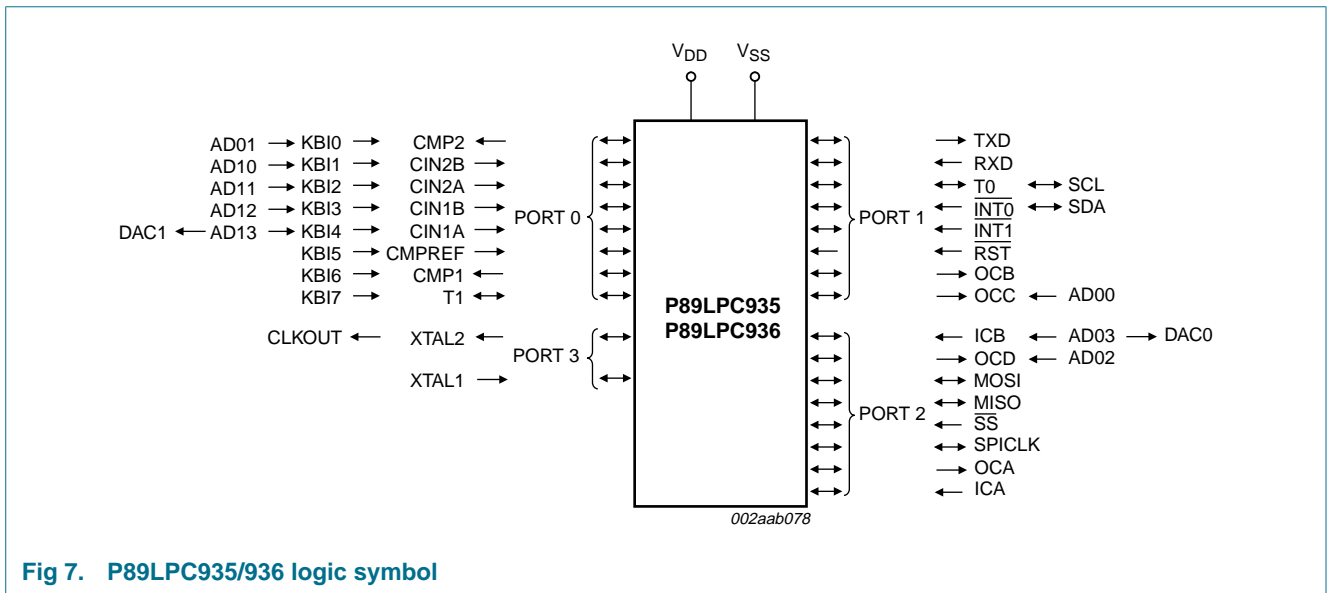 VDD VSS
AD01 KBI0 CMP2 TXD
AD10 KBI1 CIN2B RXD
AD11 KBI2 CIN2A T0 SCL
AD12 KBI3 CIN1B PORT 0 PORT 1 INT0 SDA
DAC1 AD13 KBI4 CIN1A INT1
KBI5 CMPREF RST
KBI6 CMP1 OCB
KBI7 T1 OCC AD00
P89LPC935
P89LPC936
CLKOUT XTAL2 PORT 3 ICB AD03 DAC0
OCD AD02
XTAL1 MOSI
MISO
PORT 2 SS
SPICLK
OCA
ICA
002aab078
Fig 7. P89LPC935/936 logic symbol